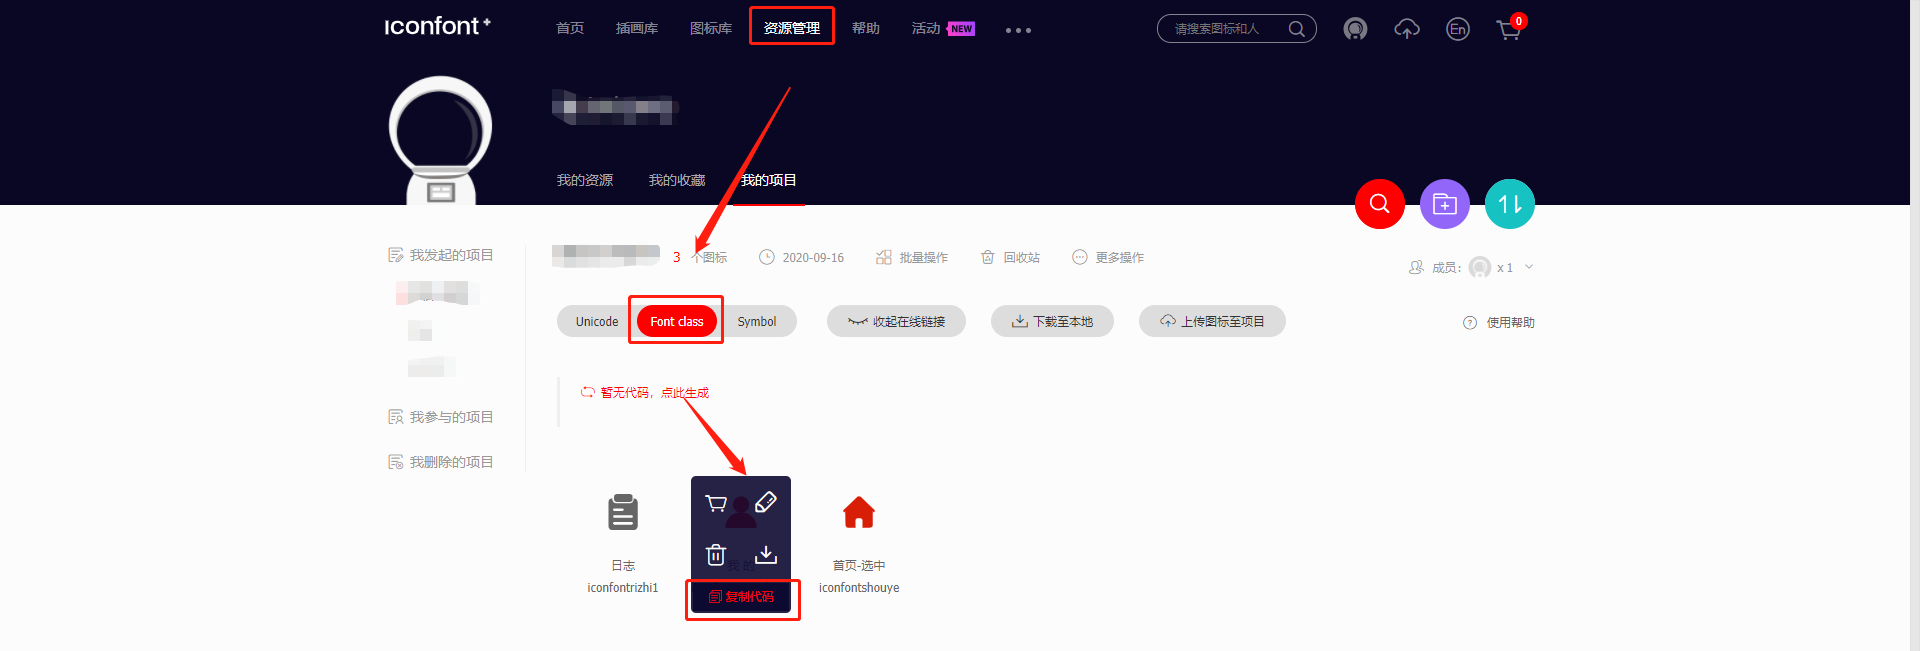 iconfont+ 首页 插画库 图标库 资源管理 帮助 活动 NEW 请搜索图标和人 En 0
我的资源 我的收藏 我的项目
我发起的项目
3 个图标 2020-09-16 批量操作 回收站 更多操作 成员: x 1
Unicode Font class Symbol 收起在线链接 下载至本地 上传图标至项目 使用帮助
暂无代码，点此生成
我参与的项目
我删除的项目
日志 首页-选中
iconfontrizhi1 iconfontshouye
复制代码